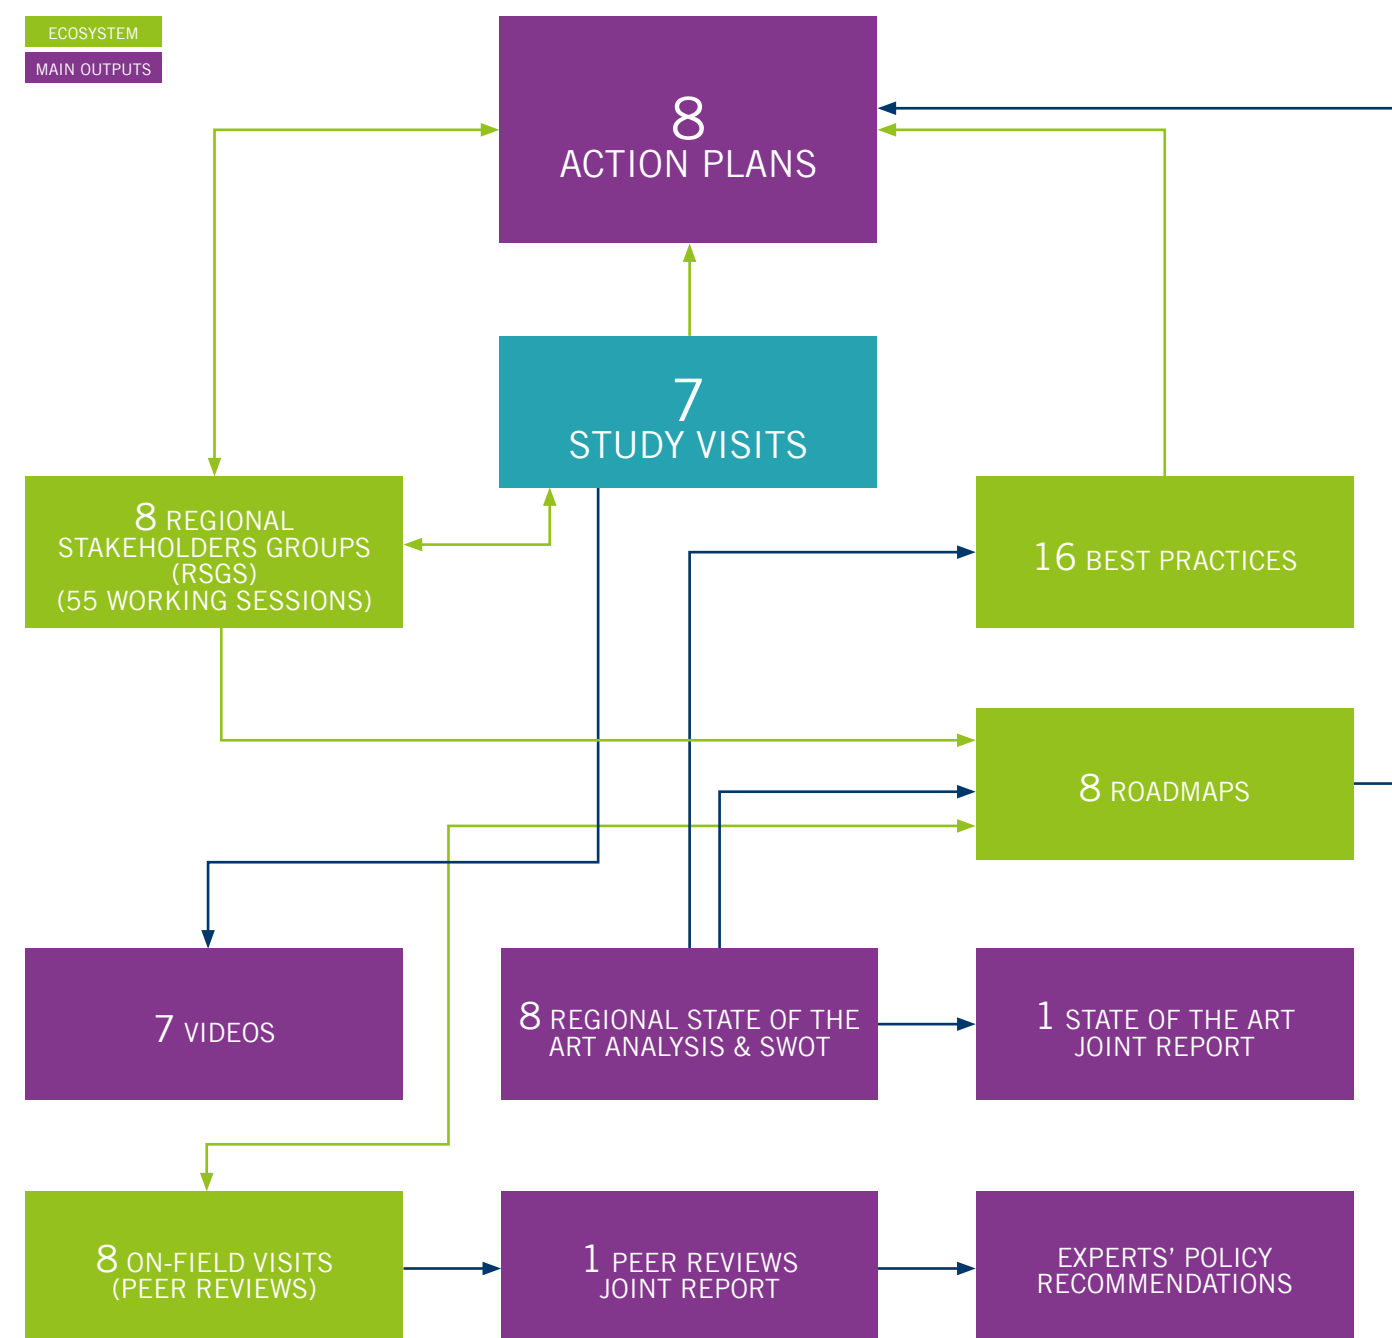 ECOSYSTEM
MAIN OUTPUTS
8
ACTION PLANS
7
STUDY VISITS
8 REGIONAL
STAKEHOLDERS GROUPS
(RSGS)
(55 WORKING SESSIONS)
16 BEST PRACTICES
8 ROADMAPS
7 VIDEOS
8 REGIONAL STATE OF THE
ART ANALYSIS & SWOT
1 STATE OF THE ART
JOINT REPORT
8 ON-FIELD VISITS
(PEER REVIEWS)
1 PEER REVIEWS
JOINT REPORT
EXPERTS' POLICY
RECOMMENDATIONS